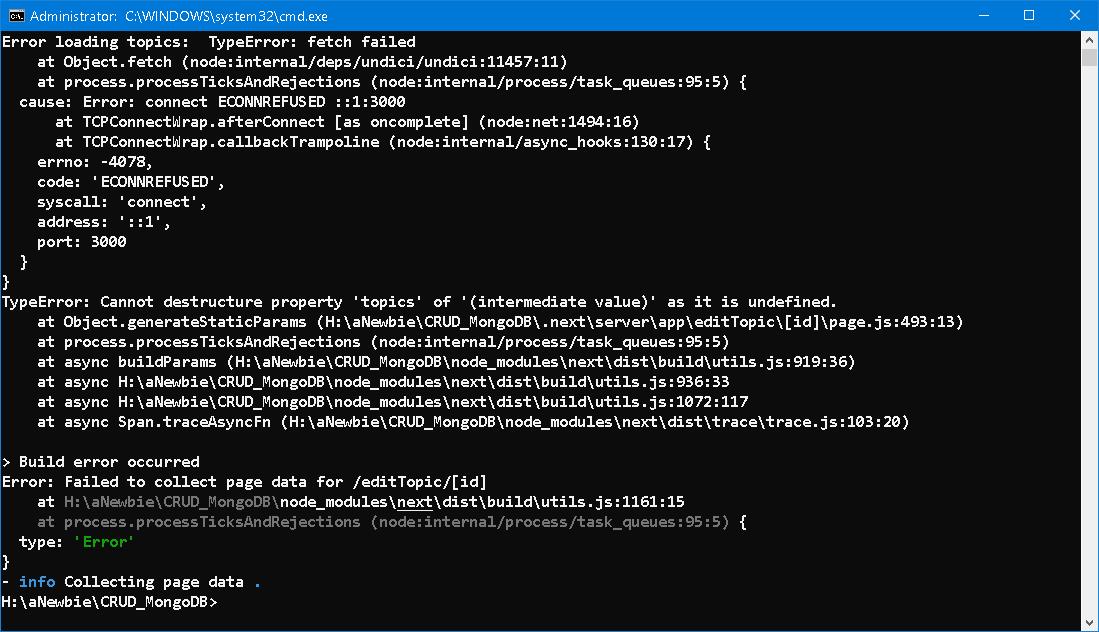 Administrator: C:\WINDOWS\system32\cmd.exe
Error loading topics:  TypeError: fetch failed
    at Object.fetch (node:internal/deps/undici/undici:11457:11)
    at process.processTicksAndRejections (node:internal/process/task_queues:95:5) {
  cause: Error: connect ECONNREFUSED ::1:3000
      at TCPConnectWrap.afterConnect [as oncomplete] (node:net:1494:16)
      at TCPConnectWrap.callbackTrampoline (node:internal/async_hooks:130:17) {
    errno: -4078,
    code: 'ECONNREFUSED',
    syscall: 'connect',
    address: '::1',
    port: 3000
  }
}
TypeError: Cannot destructure property 'topics' of '(intermediate value)' as it is undefined.
    at Object.generateStaticParams (H:\aNewbie\CRUD_MongoDB\.next\server\app\editTopic\[id]\page.js:493:13)
    at process.processTicksAndRejections (node:internal/process/task_queues:95:5)
    at async buildParams (H:\aNewbie\CRUD_MongoDB\node_modules\next\dist\build\utils.js:919:36)
    at async H:\aNewbie\CRUD_MongoDB\node_modules\next\dist\build\utils.js:936:33
    at async H:\aNewbie\CRUD_MongoDB\node_modules\next\dist\build\utils.js:1072:117
    at async Span.traceAsyncFn (H:\aNewbie\CRUD_MongoDB\node_modules\next\dist\trace\trace.js:103:20)

> Build error occurred
Error: Failed to collect page data for /editTopic/[id]
    at H:\aNewbie\CRUD_MongoDB\node_modules\next\dist\build\utils.js:1161:15
    at process.processTicksAndRejections (node:internal/process/task_queues:95:5) {
  type: 'Error'
}
- info Collecting page data .
H:\aNewbie\CRUD_MongoDB>